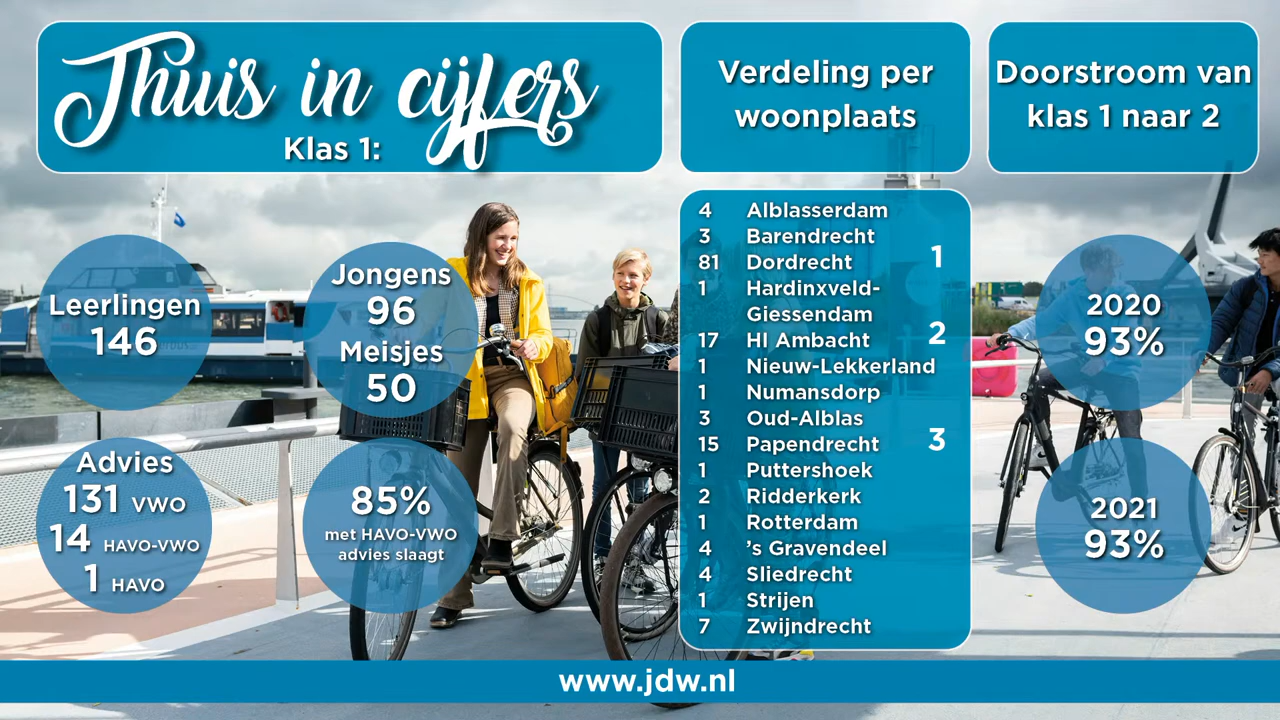 Thuis in cijfers
Klas 1:
Leerlingen
146
Jongens
96
Meisjes
50
Advies
131 VWO
14 HAVO-VWO
1 HAVO
85%
met HAVO-VWO
advies slaagt
Verdeling per
woonplaats
4 Alblasserdam
3 Barendrecht
81 Dordrecht 1
1 Hardinxveld-
Giessendam
17 HI Ambacht 2
1 Nieuw-Lekkerland
1 Numansdorp
3 Oud-Alblas
15 Papendrecht 3
1 Puttershoek
2 Ridderkerk
1 Rotterdam
4 ’s Gravendeel
4 Sliedrecht
1 Strijen
7 Zwijndrecht
Doorstroom van
klas 1 naar 2
2020
93%
2021
93%
www.jdw.nl